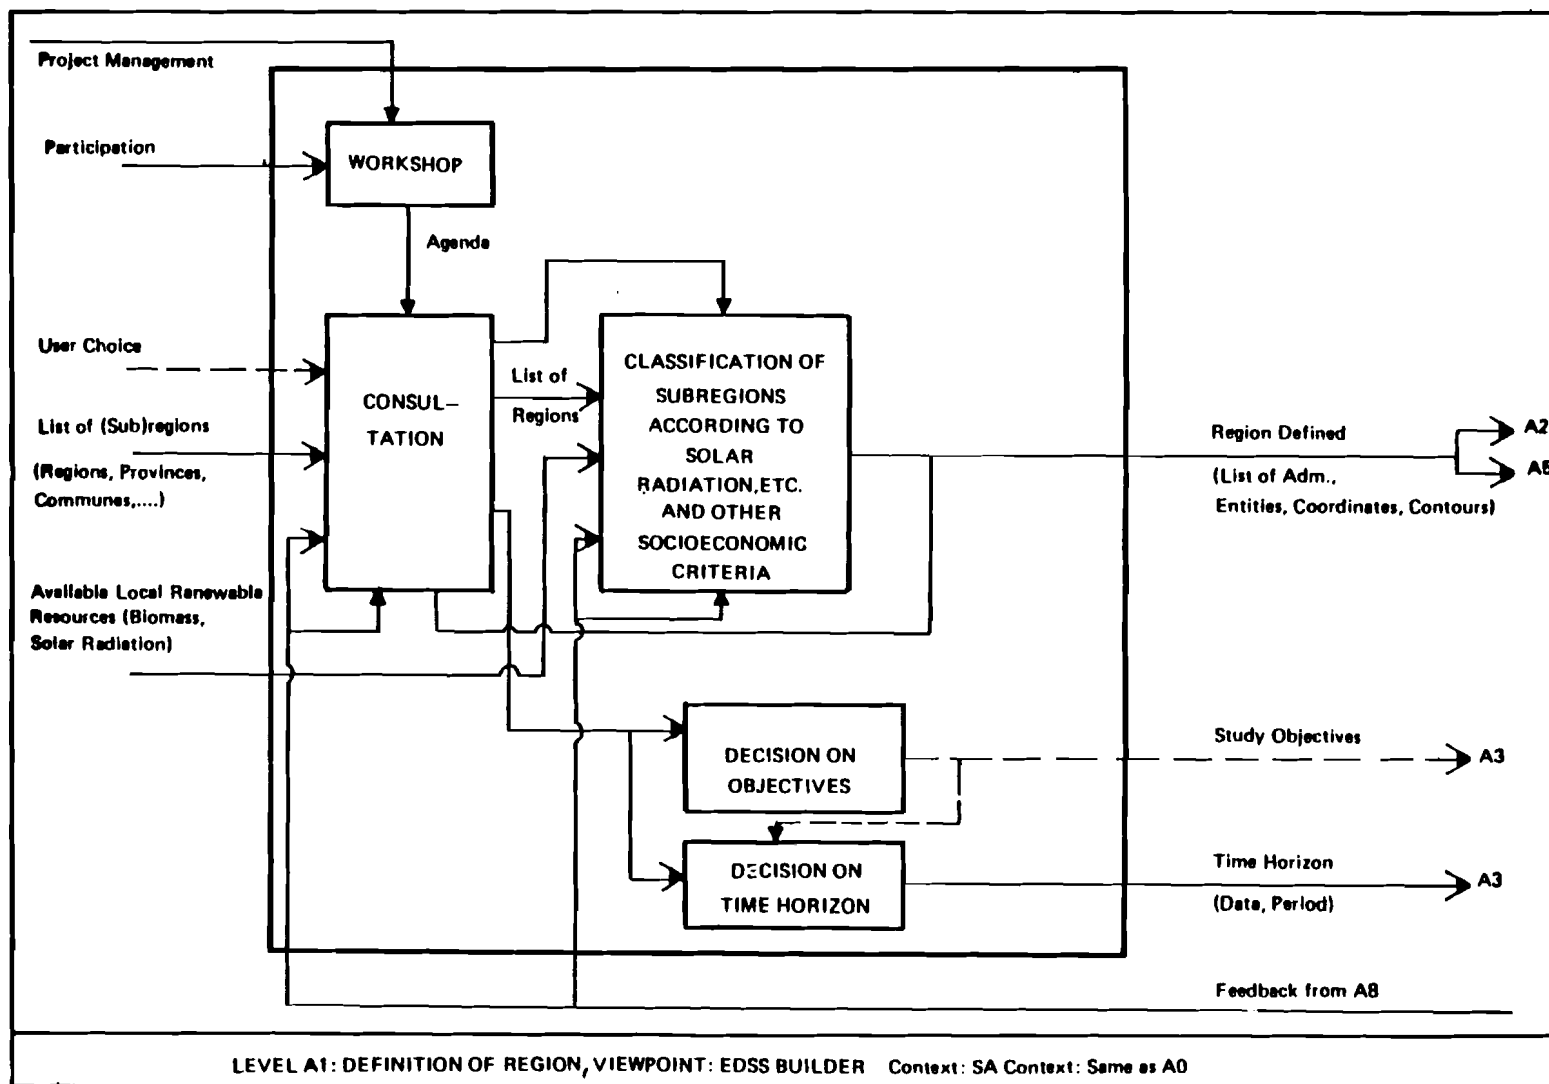 Project Management
Participation
WORKSHOP
Agenda
User Choice
List of (Sub)regions
(Regions, Provinces,
Communes,....)
Available Local Renewable
Resources (Biomass,
Solar Radiation)
CONSUL–
TATION
List of
Regions
CLASSIFICATION OF
SUBREGIONS
ACCORDING TO
SOLAR
RADIATION, ETC.
AND OTHER
SOCIOECONOMIC
CRITERIA
Region Defined
(List of Adm.,
Entities, Coordinates, Contours)
A2
DECISION ON
OBJECTIVES
Study Objectives
A3
DECISION ON
TIME HORIZON
Time Horizon
(Data, Period)
A3
Feedback from A8
LEVEL A1: DEFINITION OF REGION, VIEWPOINT: EDSS BUILDER Context: SA Context: Same as A0